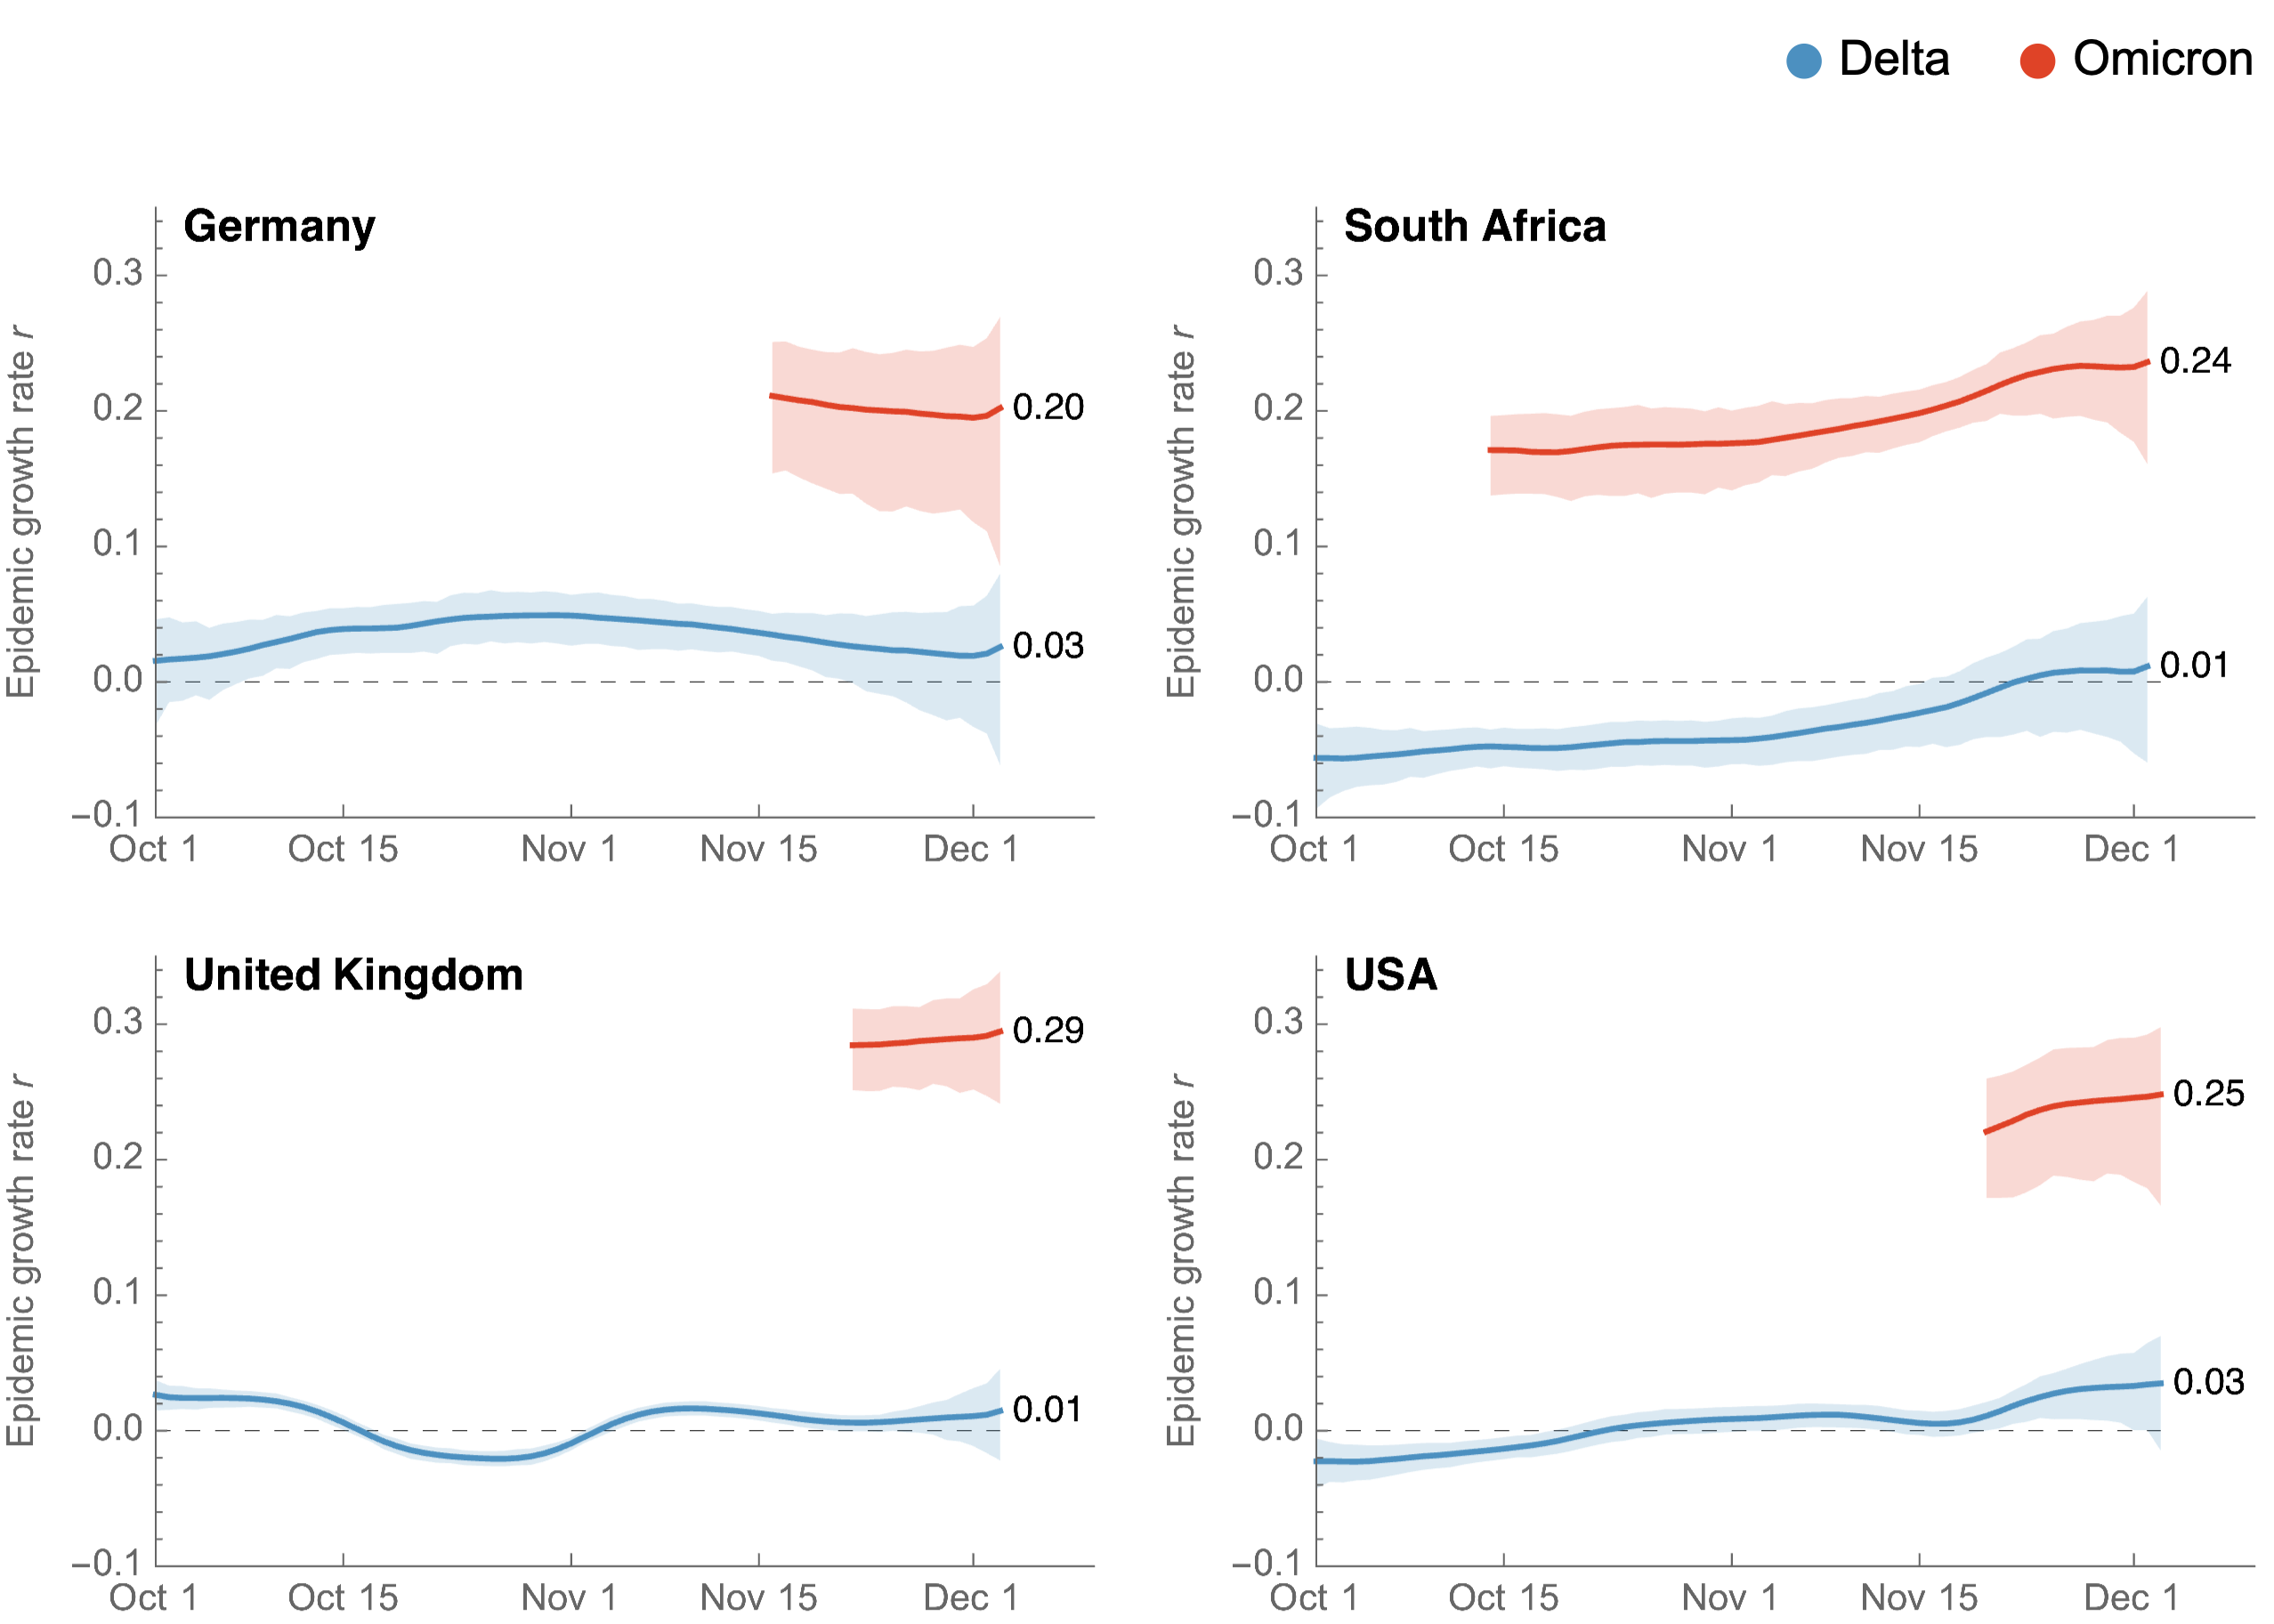 Delta
Omicron
Germany
Epidemic growth rate r
0.3
0.2
0.1
0.0
−0.1
0.20
0.03
Oct 1
Oct 15
Nov 1
Nov 15
Dec 1
South Africa
Epidemic growth rate r
0.3
0.2
0.1
0.0
−0.1
0.24
0.01
Oct 1
Oct 15
Nov 1
Nov 15
Dec 1
United Kingdom
Epidemic growth rate r
0.3
0.2
0.1
0.0
−0.1
0.29
0.01
Oct 1
Oct 15
Nov 1
Nov 15
Dec 1
USA
Epidemic growth rate r
0.3
0.2
0.1
0.0
−0.1
0.25
0.03
Oct 1
Oct 15
Nov 1
Nov 15
Dec 1